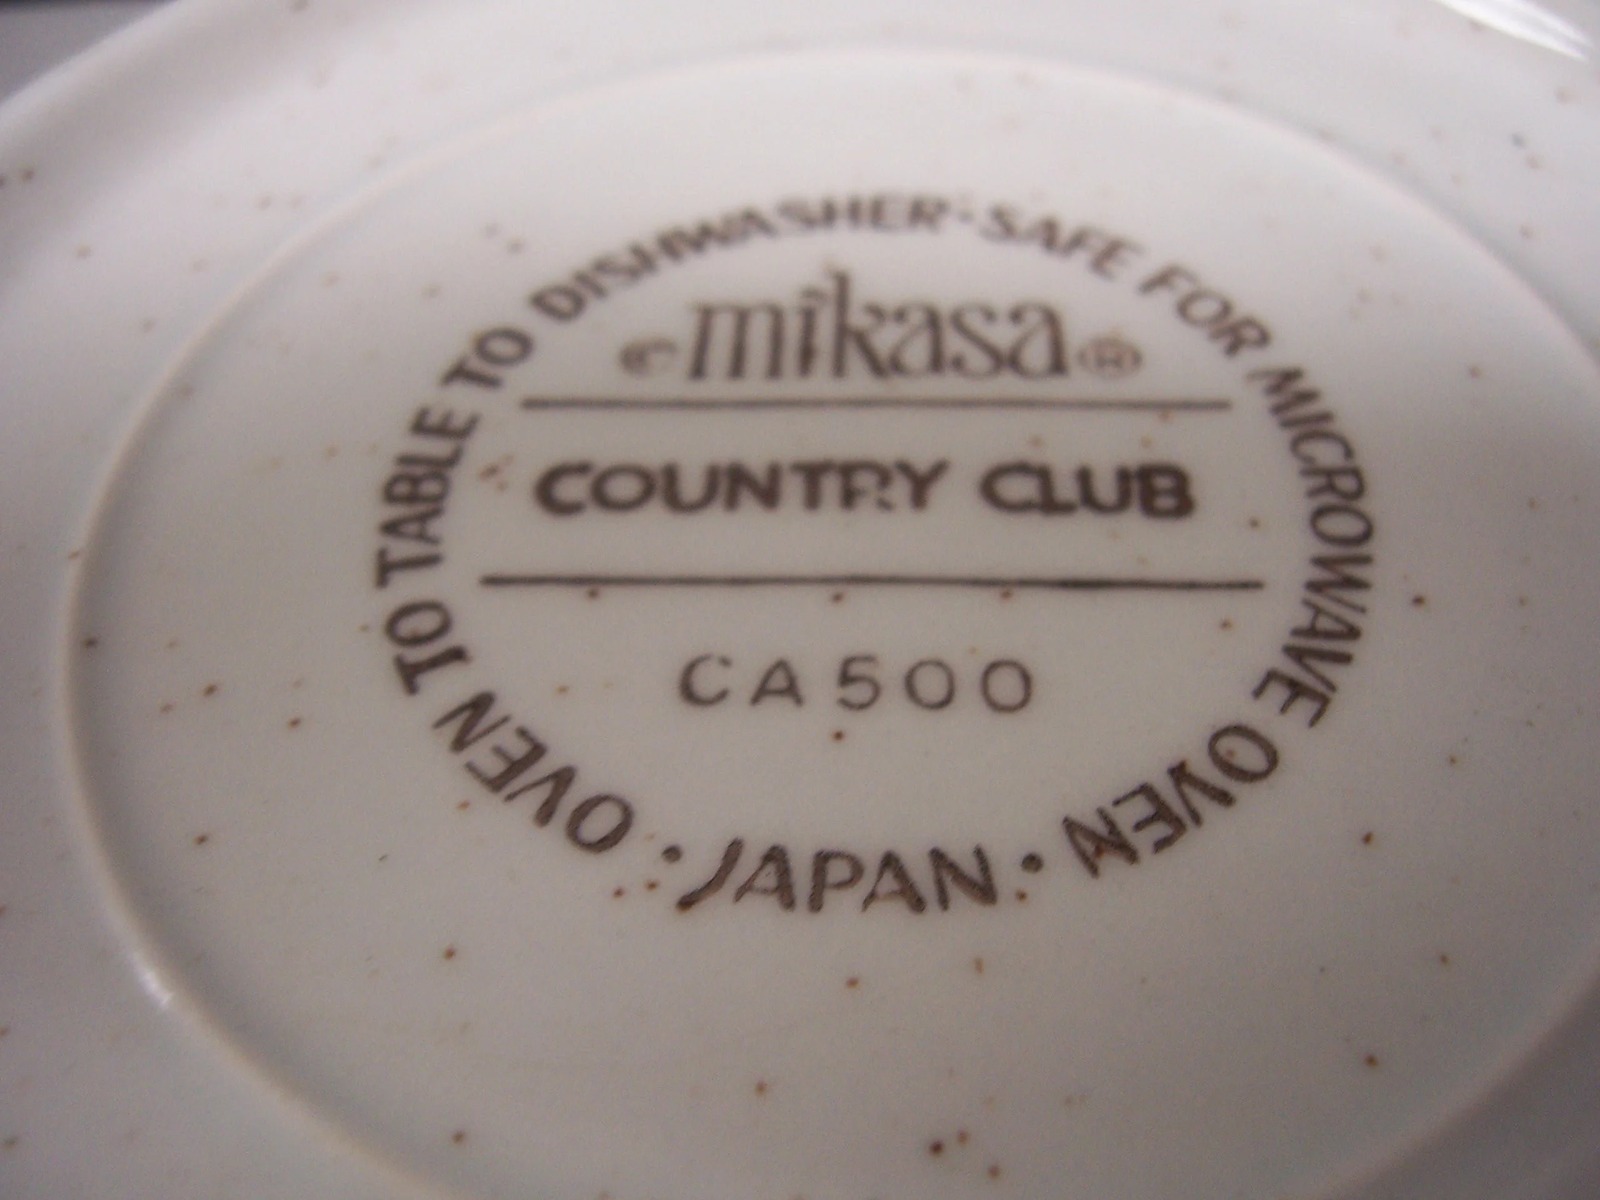 OVEN TO TABLE TO DISHWASHER·SAFE FOR MICROWAVE OVEN
© mikasa ®
COUNTRY CLUB
CA500
· JAPAN ·